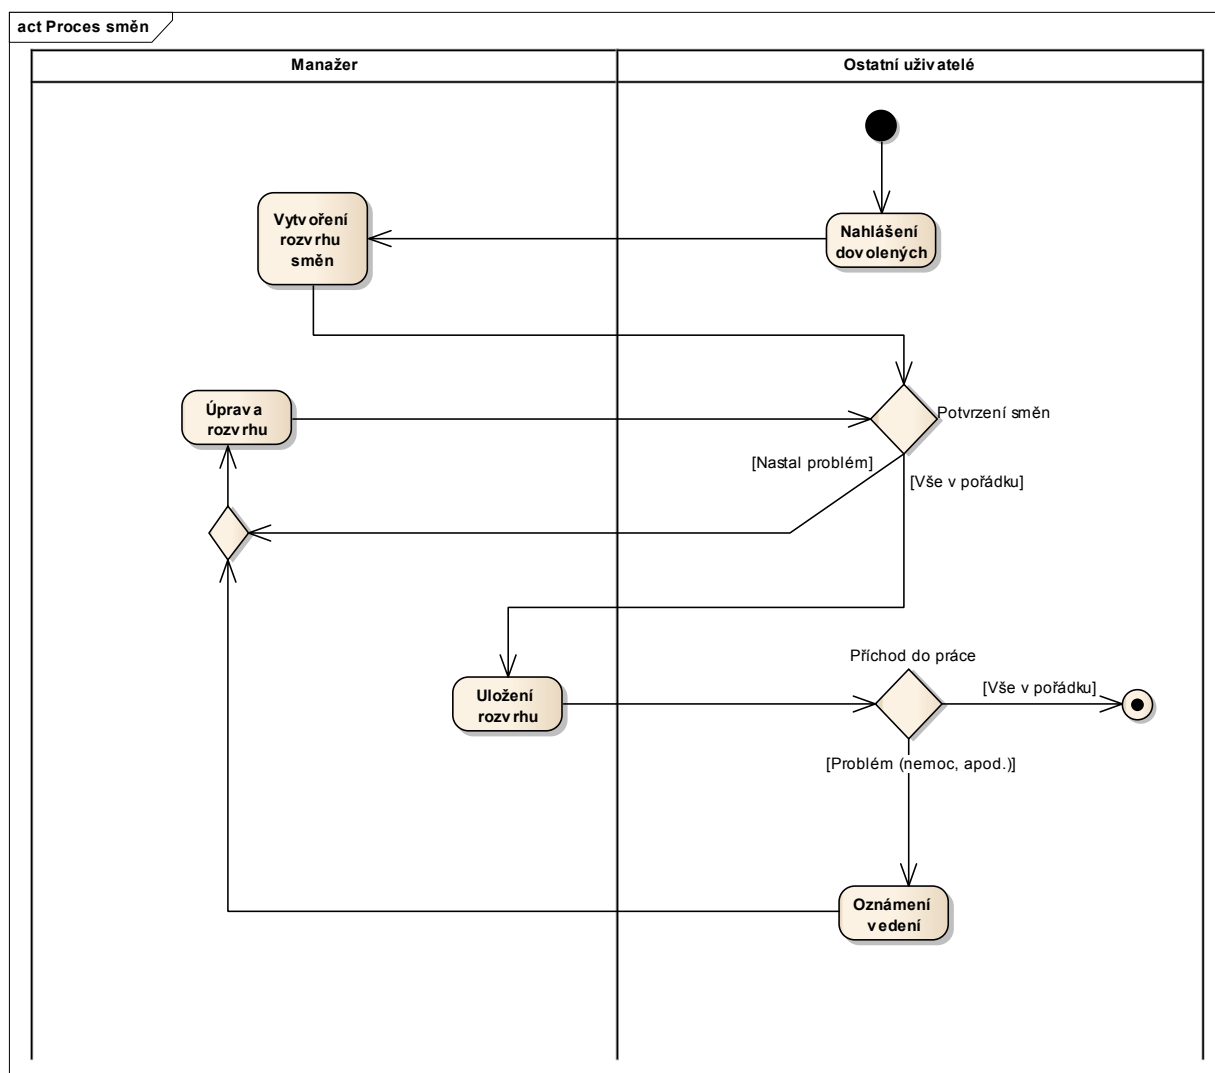 act Proces směn
Manažer
Ostatní uživatelé
Vytvoření
rozvrhu
směn
Nahlášení
dovolených
Úprava
rozvrhu
Potvrzení směn
[Nastal problém]
[Vše v pořádku]
Uložení
rozvrhu
Příchod do práce
[Vše v pořádku]
[Problém (nemoc, apod.)]
Oznámení
vedení